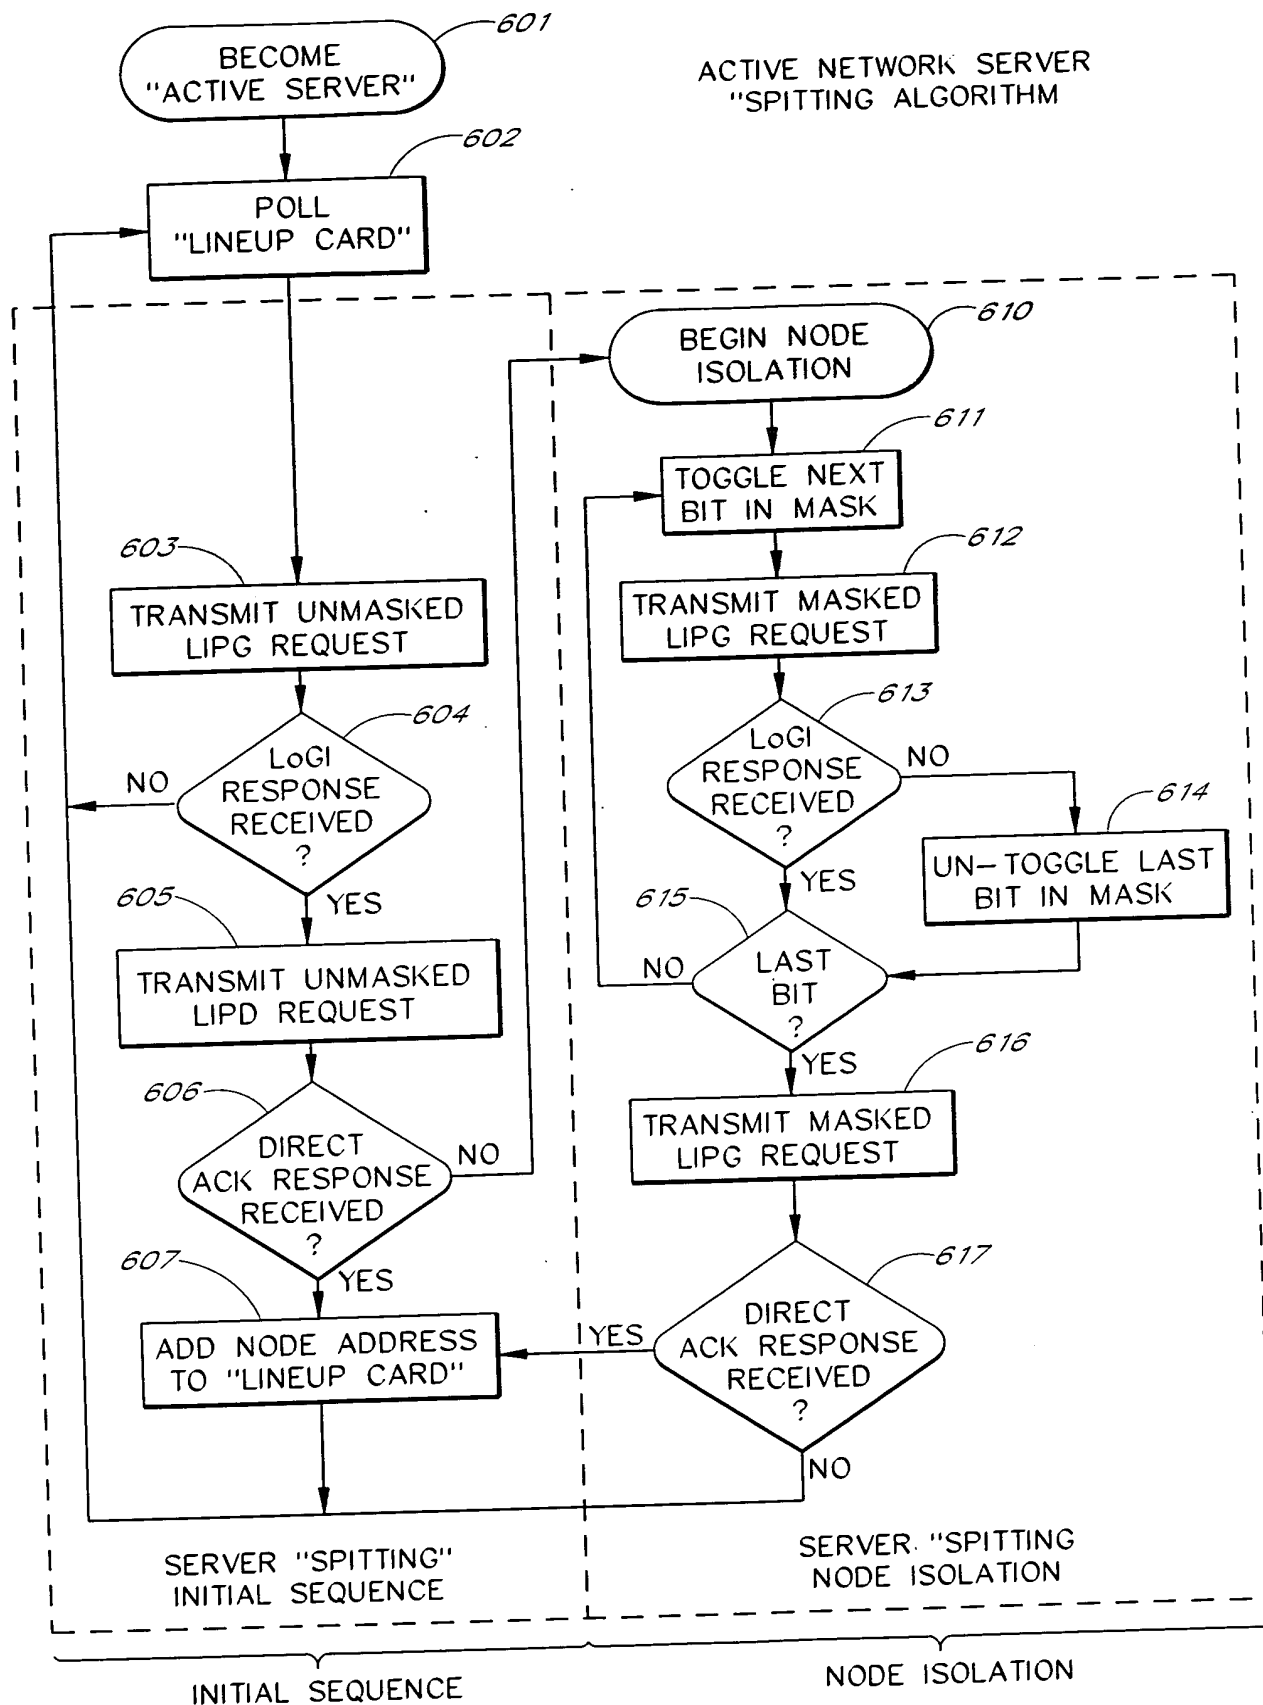 601
BECOME
"ACTIVE SERVER"
ACTIVE NETWORK SERVER
"SPITTING ALGORITHM
602
POLL
"LINEUP CARD"
603
TRANSMIT UNMASKED
LIPG REQUEST
604
LoGI
RESPONSE
RECEIVED
?
NO
YES
605
TRANSMIT UNMASKED
LIPD REQUEST
606
DIRECT
ACK RESPONSE
RECEIVED
?
NO
YES
607
ADD NODE ADDRESS
TO "LINEUP CARD"
SERVER "SPITTING"
INITIAL SEQUENCE
610
BEGIN NODE
ISOLATION
611
TOGGLE NEXT
BIT IN MASK
612
TRANSMIT MASKED
LIPG REQUEST
613
LoGI
RESPONSE
RECEIVED
?
NO
YES
614
UN-TOGGLE LAST
BIT IN MASK
615
LAST
BIT
?
NO
YES
616
TRANSMIT MASKED
LIPG REQUEST
617
DIRECT
ACK RESPONSE
RECEIVED
?
YES
NO
SERVER "SPITTING
NODE ISOLATION
INITIAL SEQUENCE
NODE ISOLATION